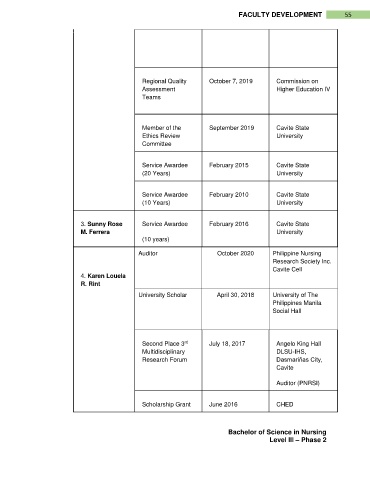 FACULTY DEVELOPMENT 55
Regional Quality October 7, 2019 Commission on
Assessment Higher Education IV
Teams
Member of the September 2019 Cavite State
Ethics Review University
Committee
Service Awardee February 2015 Cavite State
(20 Years) University
Service Awardee February 2010 Cavite State
(10 Years) University
3. Sunny Rose Service Awardee February 2016 Cavite State
M. Ferrera University
(10 years)
Auditor October 2020 Philippine Nursing
Research Society Inc.
Cavite Cell
4. Karen Louela
R. Rint
University Scholar April 30, 2018 University of The
Philippines Manila
Social Hall
Second Place 3rd July 18, 2017 Angelo King Hall
Multidisciplinary DLSU-IHS,
Research Forum Dasmariñas City,
Cavite
Auditor (PNRSI)
Scholarship Grant June 2016 CHED
Bachelor of Science in Nursing
Level III – Phase 2